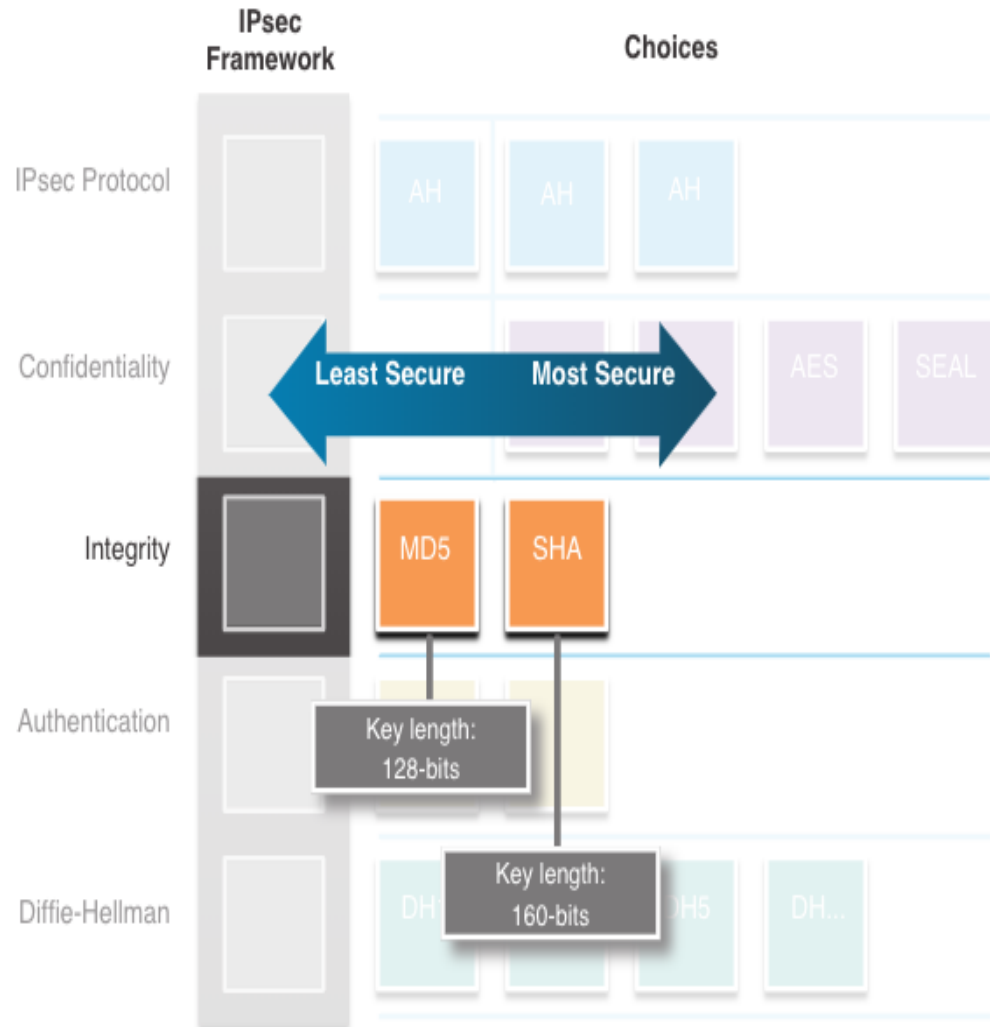 IPsec
Framework
Choices
IPsec Protocol
AH
AH
AH
Confidentiality
Least Secure
Most Secure
AES
SEAL
Integrity
MD5
SHA
Authentication
Key length:
128-bits
Diffie-Hellman
Key length:
160-bits
DH5
DH...